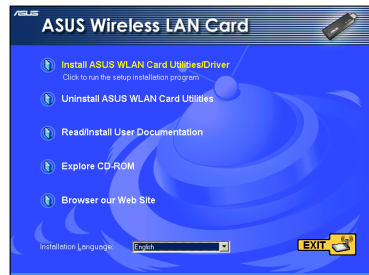 ASUS
ASUS Wireless LAN Card
Install ASUS WLAN Card Utilities/Driver
Click to run the setup installation program
Uninstall ASUS WLAN Card Utilities
Read/Install User Documentation
Explore CD-ROM
Browser our Web Site
Installation Language: English
EXIT